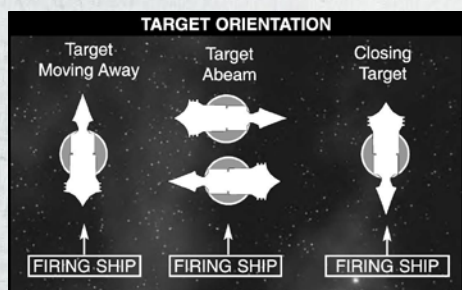 TARGET ORIENTATION
Target
Moving Away
Target
Abeam
Closing
Target
FIRING SHIP
FIRING SHIP
FIRING SHIP